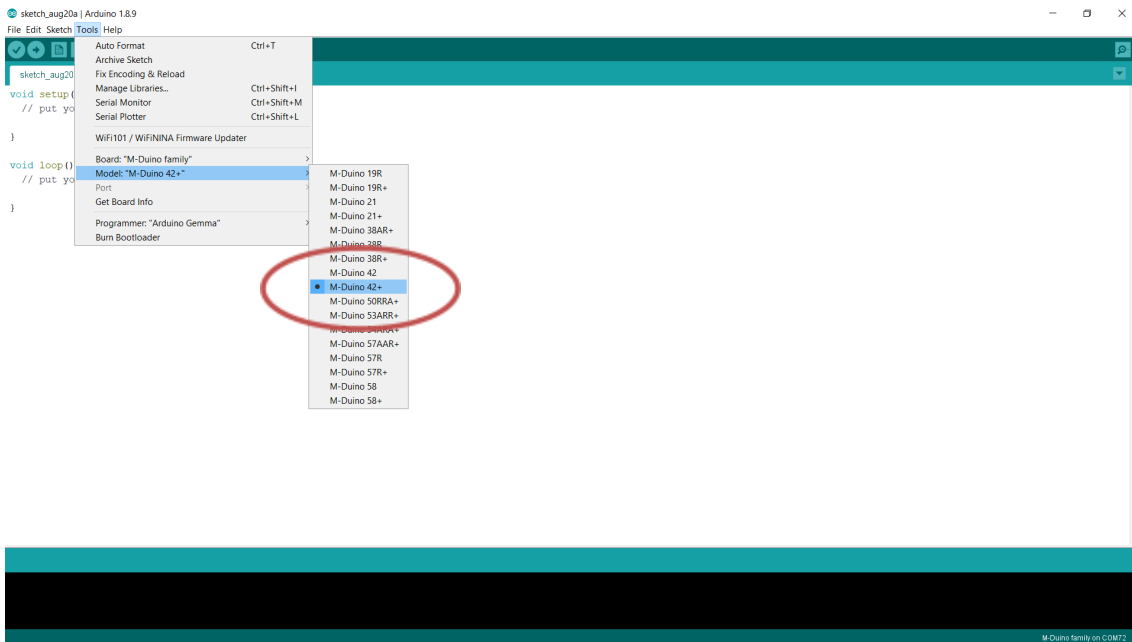 sketch_aug20a | Arduino 1.8.9
File Edit Sketch Tools Help
Auto Format Ctrl+T
Archive Sketch
Fix Encoding & Reload
Manage Libraries... Ctrl+Shift+I
Serial Monitor Ctrl+Shift+M
Serial Plotter Ctrl+Shift+L
WiFi101 / WiFiNINA Firmware Updater
Board: "M-Duino family"
Model: "M-Duino 42+"
Port
Get Board Info
Programmer: "Arduino Gemma"
Burn Bootloader
sketch_aug20
void setup(
// put yo
}
void loop()
// put yo
}
M-Duino 19R
M-Duino 19R+
M-Duino 21
M-Duino 21+
M-Duino 38AR+
M-Duino 38R
M-Duino 38R+
M-Duino 42
M-Duino 42+
M-Duino 50RRA+
M-Duino 53ARR+
M-Duino 54ARA+
M-Duino 57AAR+
M-Duino 57R
M-Duino 57R+
M-Duino 58
M-Duino 58+
M-Duino family on COM72